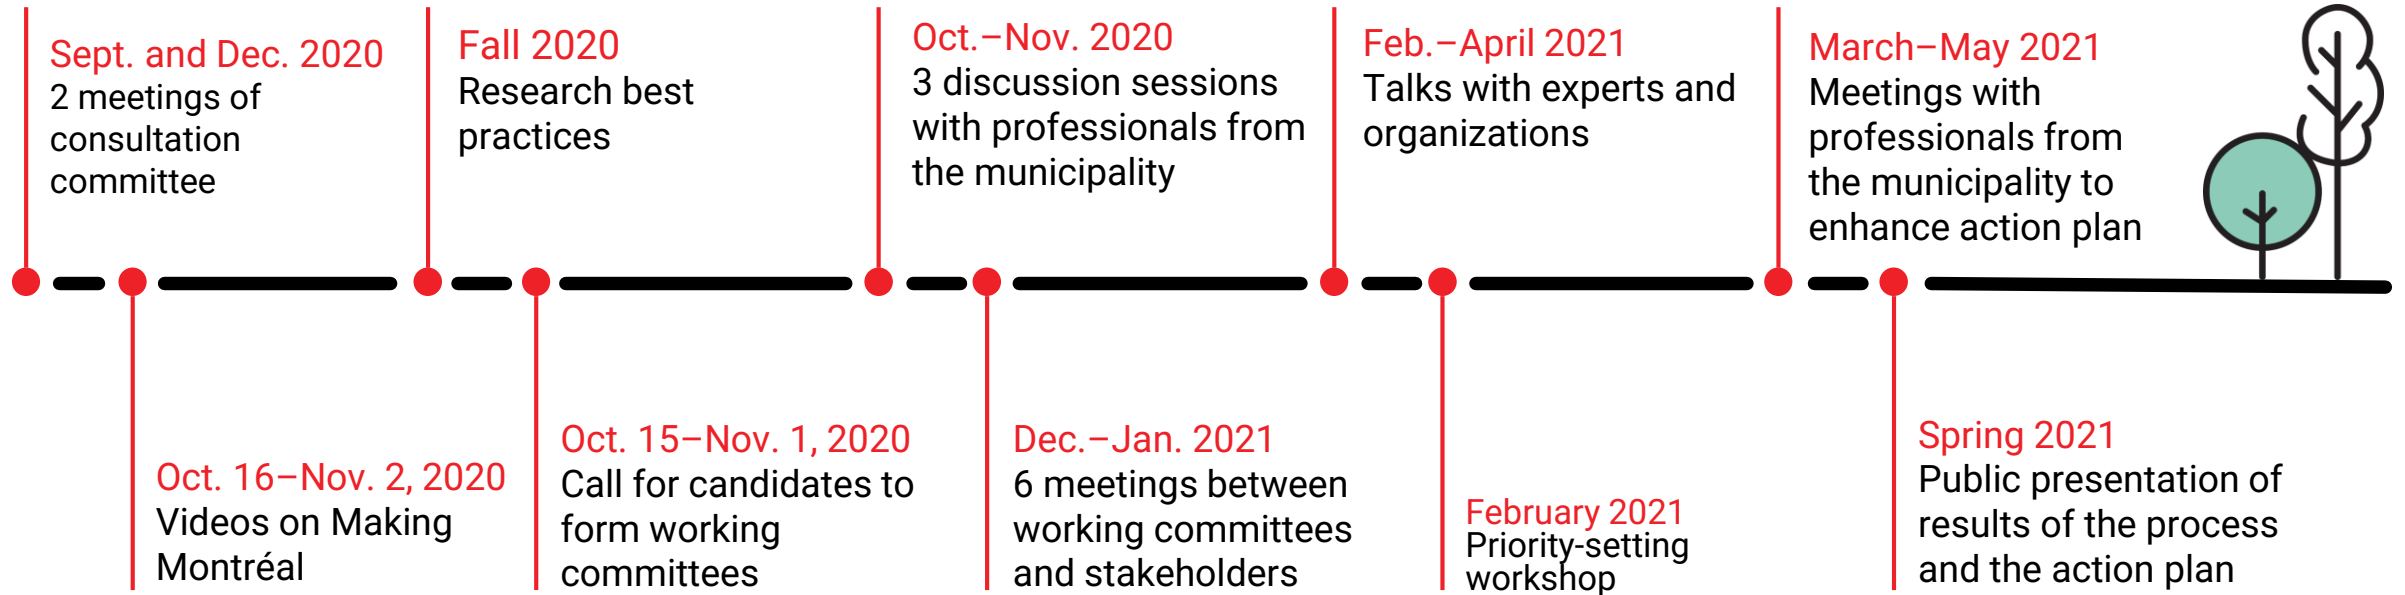 Sept. and Dec. 2020
2 meetings of
consultation
committee
Oct. 16–Nov. 2, 2020
Videos on Making
Montréal
Fall 2020
Research best
practices
Oct. 15–Nov. 1, 2020
Call for candidates to
form working
committees
Oct.–Nov. 2020
3 discussion sessions
with professionals from
the municipality
Dec.–Jan. 2021
6 meetings between
working committees
and stakeholders
Feb.–April 2021
Talks with experts and
organizations
February 2021
Priority-setting
workshop
March–May 2021
Meetings with
professionals from
the municipality to
enhance action plan
Spring 2021
Public presentation of
results of the process
and the action plan